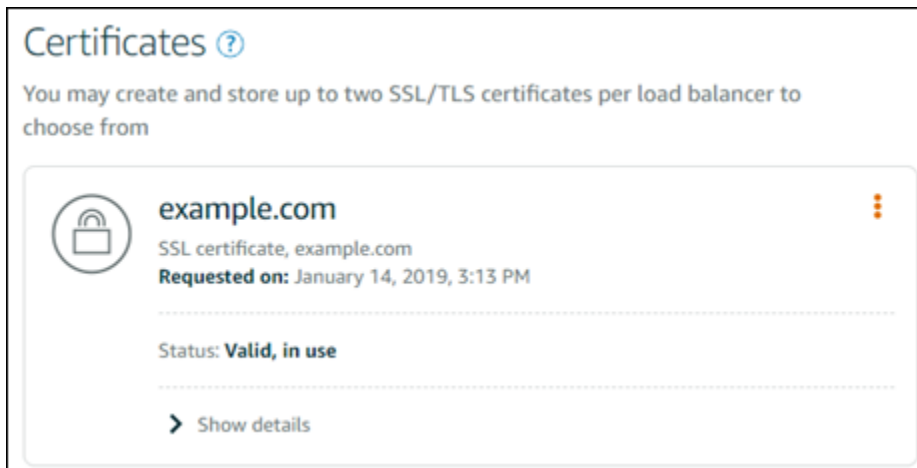 Certificates ?
You may create and store up to two SSL/TLS certificates per load balancer to
choose from
example.com
SSL certificate, example.com
Requested on: January 14, 2019, 3:13 PM
Status: Valid, in use
Show details